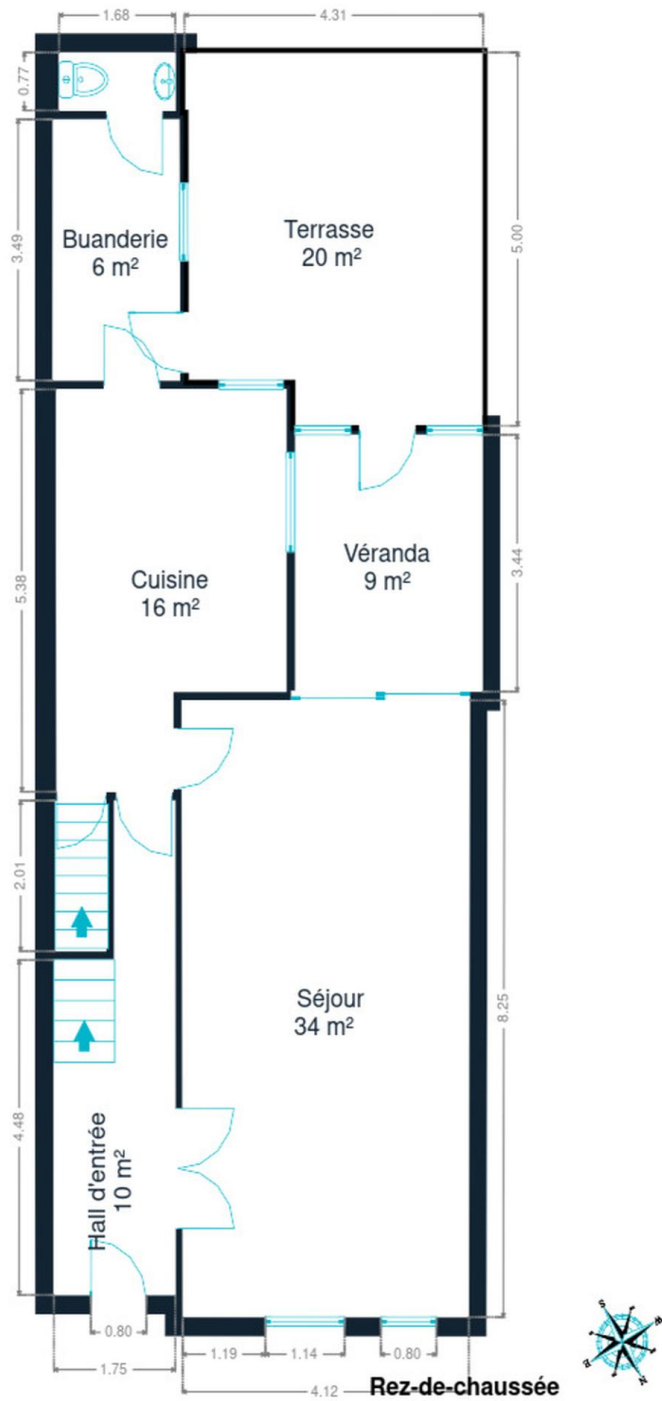 1.68
4.31
0.77
3.49
Buanderie
6 m²
Terrasse
20 m²
5.00
5.38
Cuisine
16 m²
Véranda
9 m²
3.44
2.01
Séjour
34 m²
8.25
4.48
Hall d'entrée
10 m²
0.80
1.75
1.19
1.14
0.80
4.12
Rez-de-chaussée
S
N